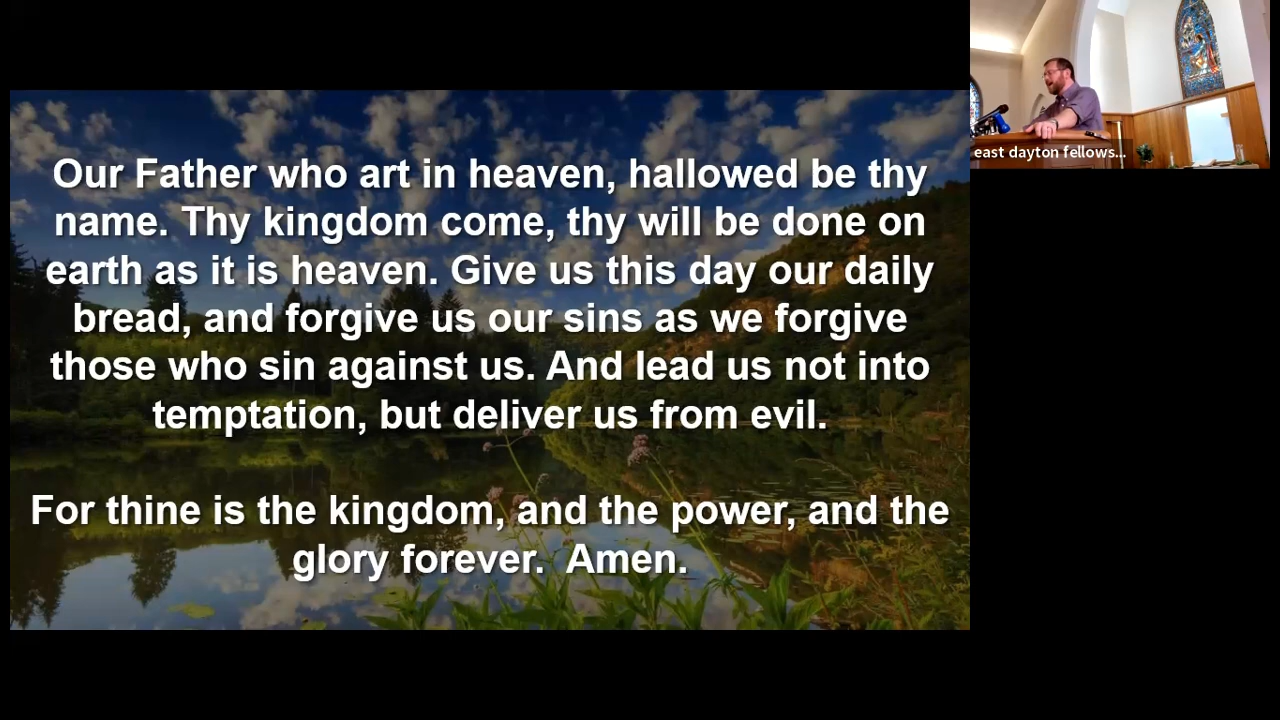 Our Father who art in heaven, hallowed be thy
name. Thy kingdom come, thy will be done on
earth as it is heaven. Give us this day our daily
bread, and forgive us our sins as we forgive
those who sin against us. And lead us not into
temptation, but deliver us from evil.
For thine is the kingdom, and the power, and the
glory forever.  Amen.
east dayton fellows...